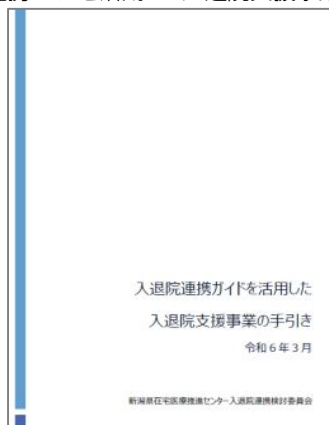 入退院連携ガイドを活用した
入退院支援事業の手引き
令和6年3月
新潟県在宅医療推進センター入退院連携検討委員会